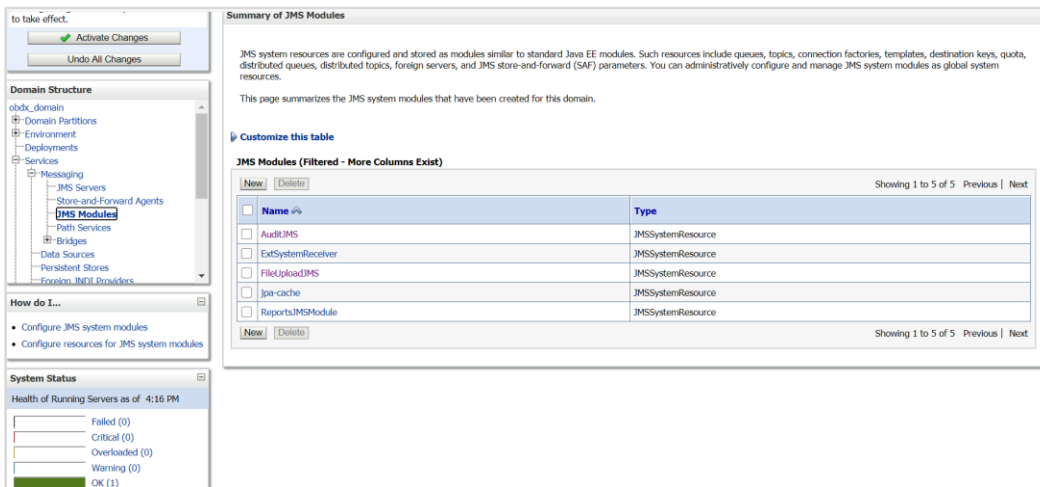 to take effect.
Activate Changes
Undo All Changes
Domain Structure
obdx_domain
Domain Partitions
Environment
Deployments
Services
Messaging
JMS Servers
Store-and-Forward Agents
JMS Modules
Path Services
Bridges
Data Sources
Persistent Stores
Foreign JNDI Providers
How do I...
Configure JMS system modules
Configure resources for JMS system modules
System Status
Health of Running Servers as of 4:16 PM
Failed (0)
Critical (0)
Overloaded (0)
Warning (0)
OK (1)
Summary of JMS Modules
JMS system resources are configured and stored as modules similar to standard Java EE modules. Such resources include queues, topics, connection factories, templates, destination keys, quota,
distributed queues, distributed topics, foreign servers, and JMS store-and-forward (SAF) parameters. You can administratively configure and manage JMS system modules as global system
resources.
This page summarizes the JMS system modules that have been created for this domain.
Customize this table
JMS Modules (Filtered - More Columns Exist)
New Delete Showing 1 to 5 of 5 Previous | Next
Name Type
AuditJMS JMSSystemResource
ExtSystemReceiver JMSSystemResource
FileUploadJMS JMSSystemResource
jpa-cache JMSSystemResource
ReportsJMSModule JMSSystemResource
New Delete Showing 1 to 5 of 5 Previous | Next